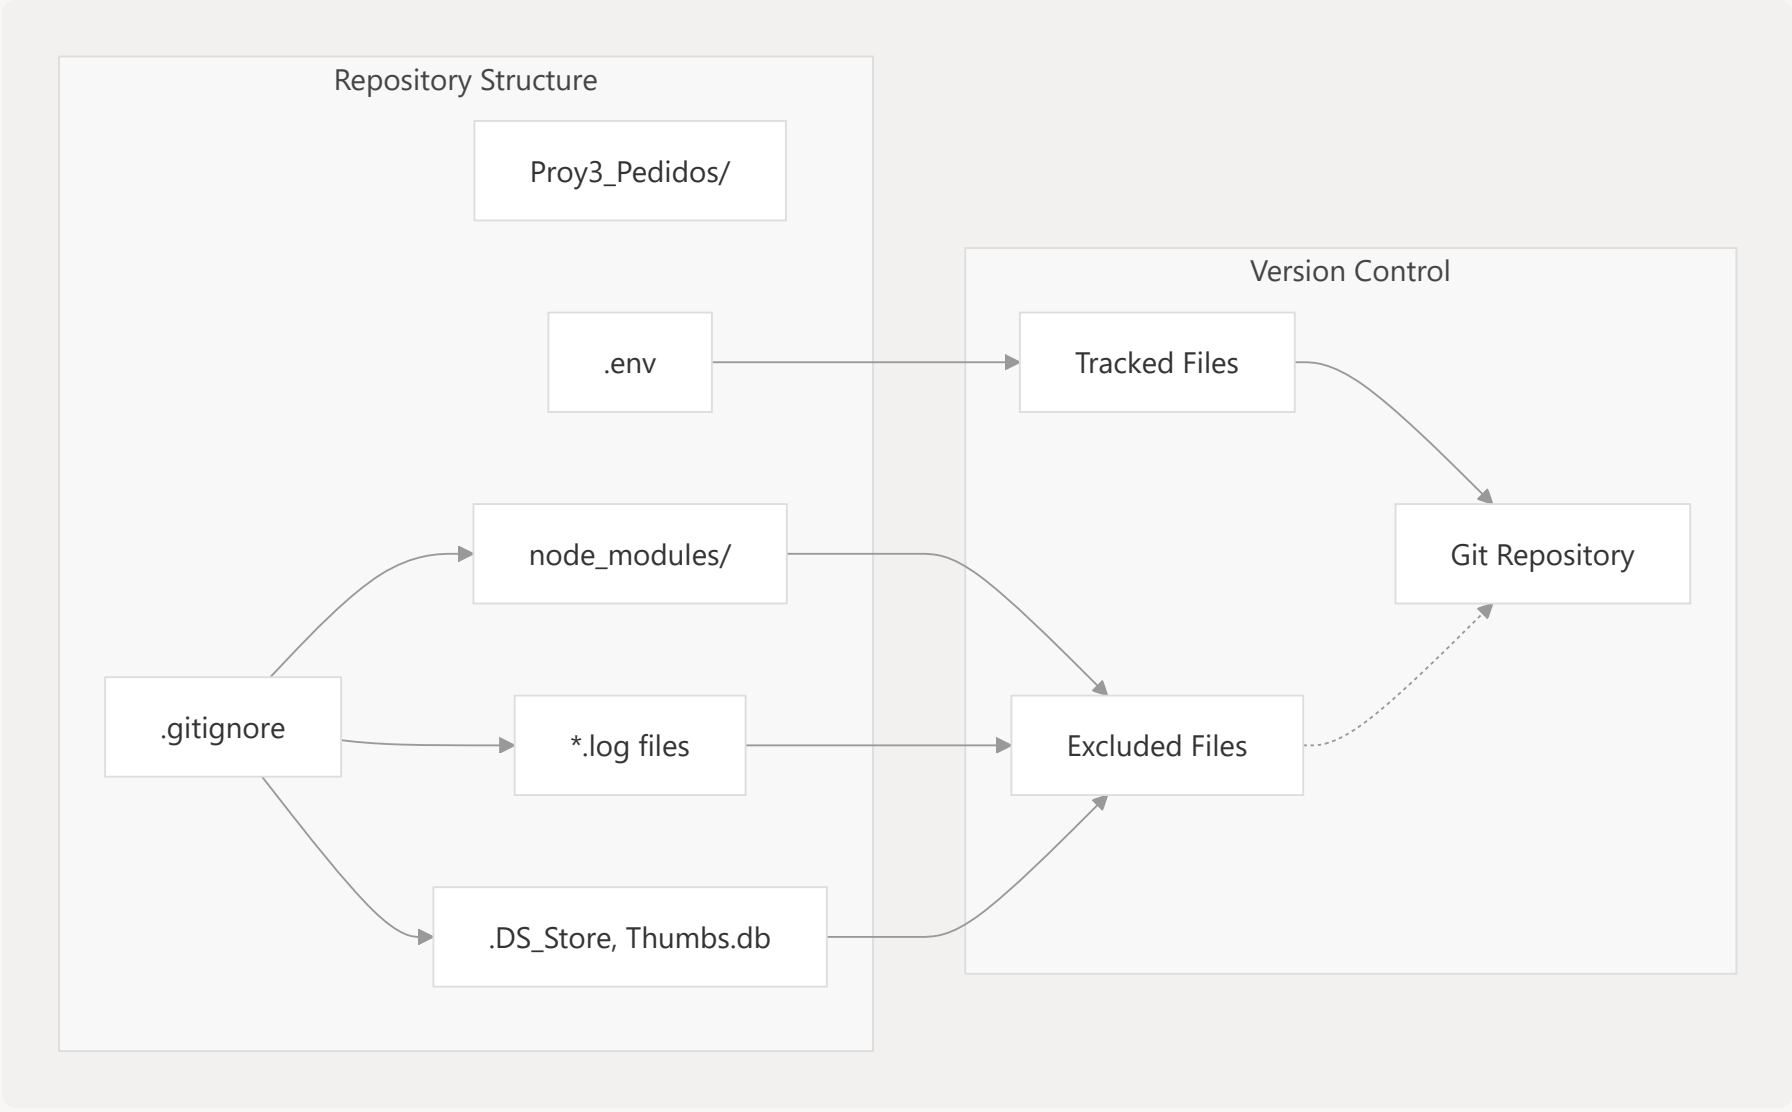 Repository Structure
Proy3_Pedidos/
Version Control
.env
Tracked Files
node_modules/
Git Repository
.gitignore
*.log files
Excluded Files
.DS_Store, Thumbs.db